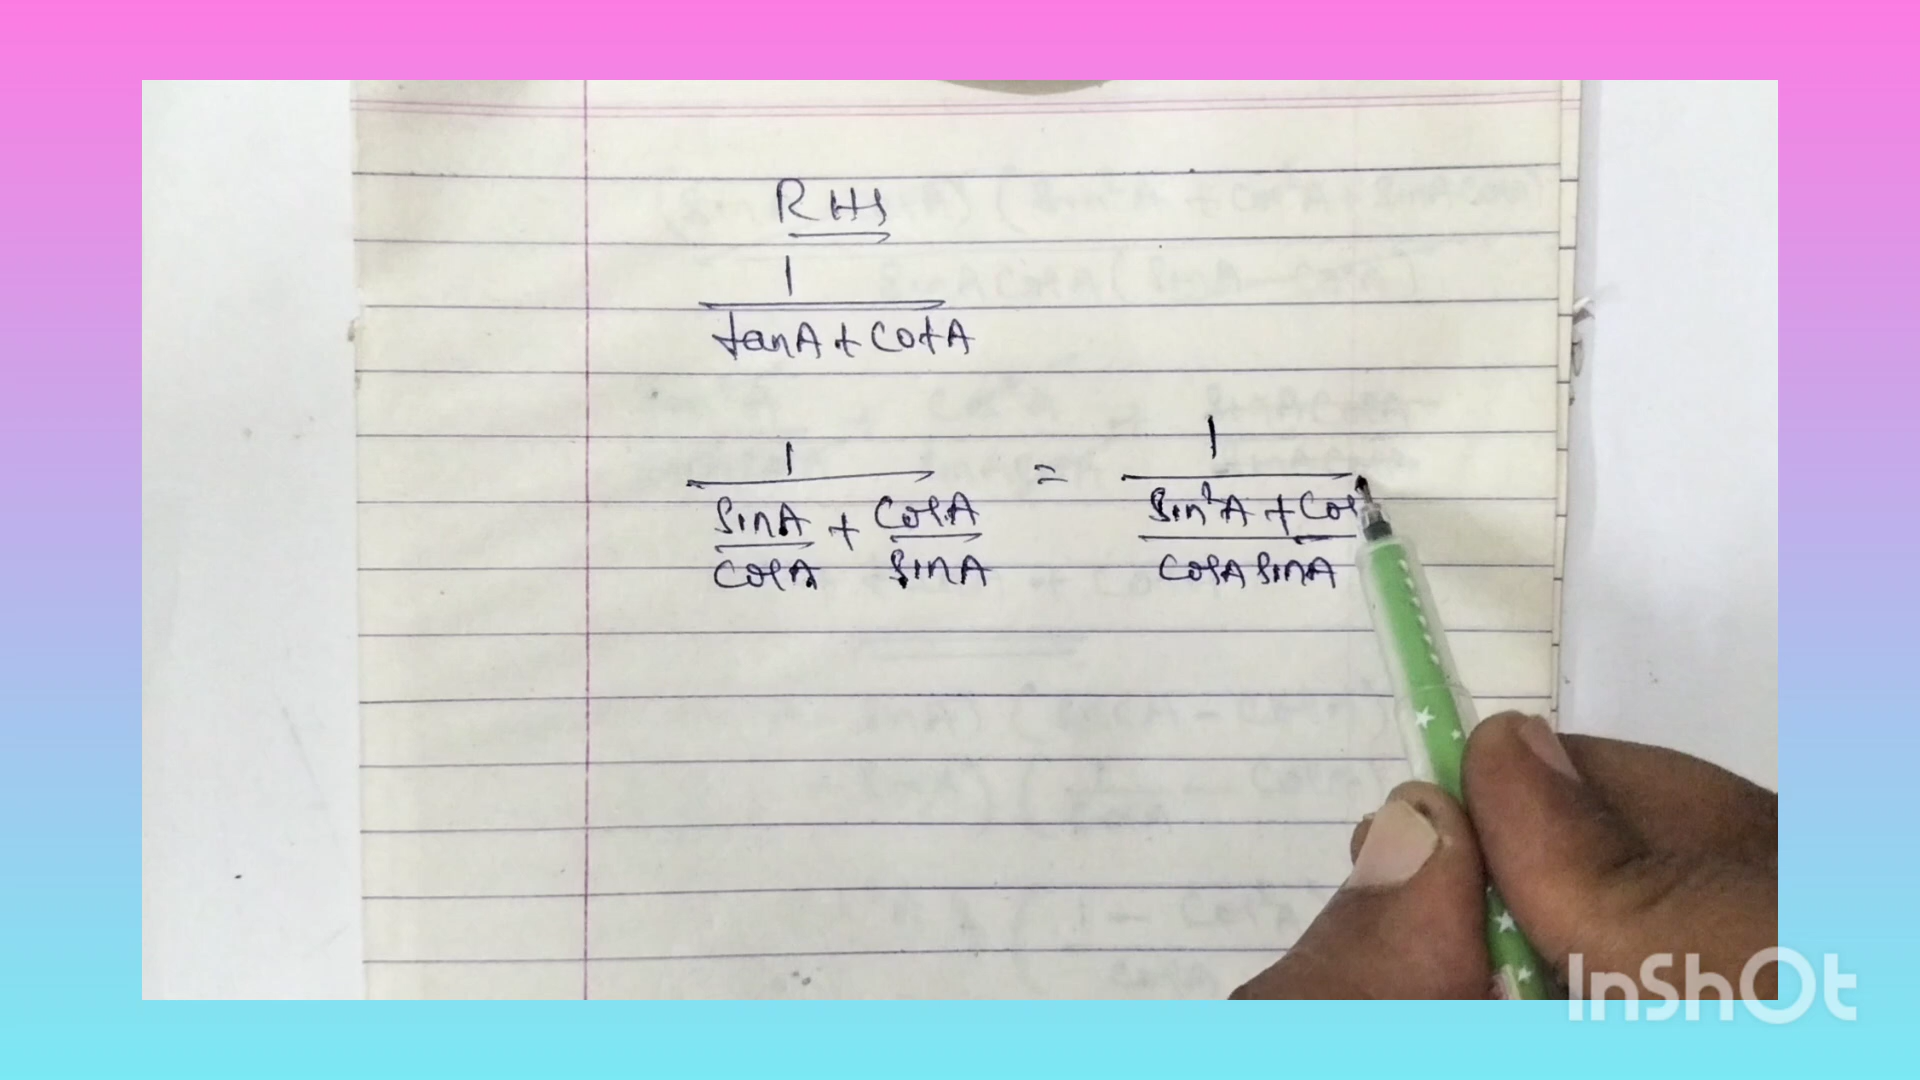 RHS
1
tanA + CotA
1 = 1
SinA + CosA Sin²A + Cos
CosA SinA CosA SinA
InShOt